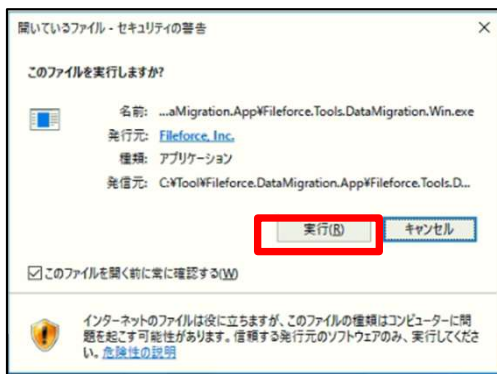 開いているファイル - セキュリティの警告
このファイルを実行しますか?
名前: ...aMigration.App¥Fileforce.Tools.DataMigration.Win.exe
発行元: Fileforce, Inc.
種類: アプリケーション
発信元: C:¥Tool¥Fileforce.DataMigration.App¥Fileforce.Tools.D...
実行(R) キャンセル
このファイルを開く前に常に確認する(W)
インターネットのファイルは役に立ちますが、このファイルの種類はコンピューターに問
題を起こす可能性があります。信頼する発行元のソフトウェアのみ、実行してくださ
い。危険性の説明